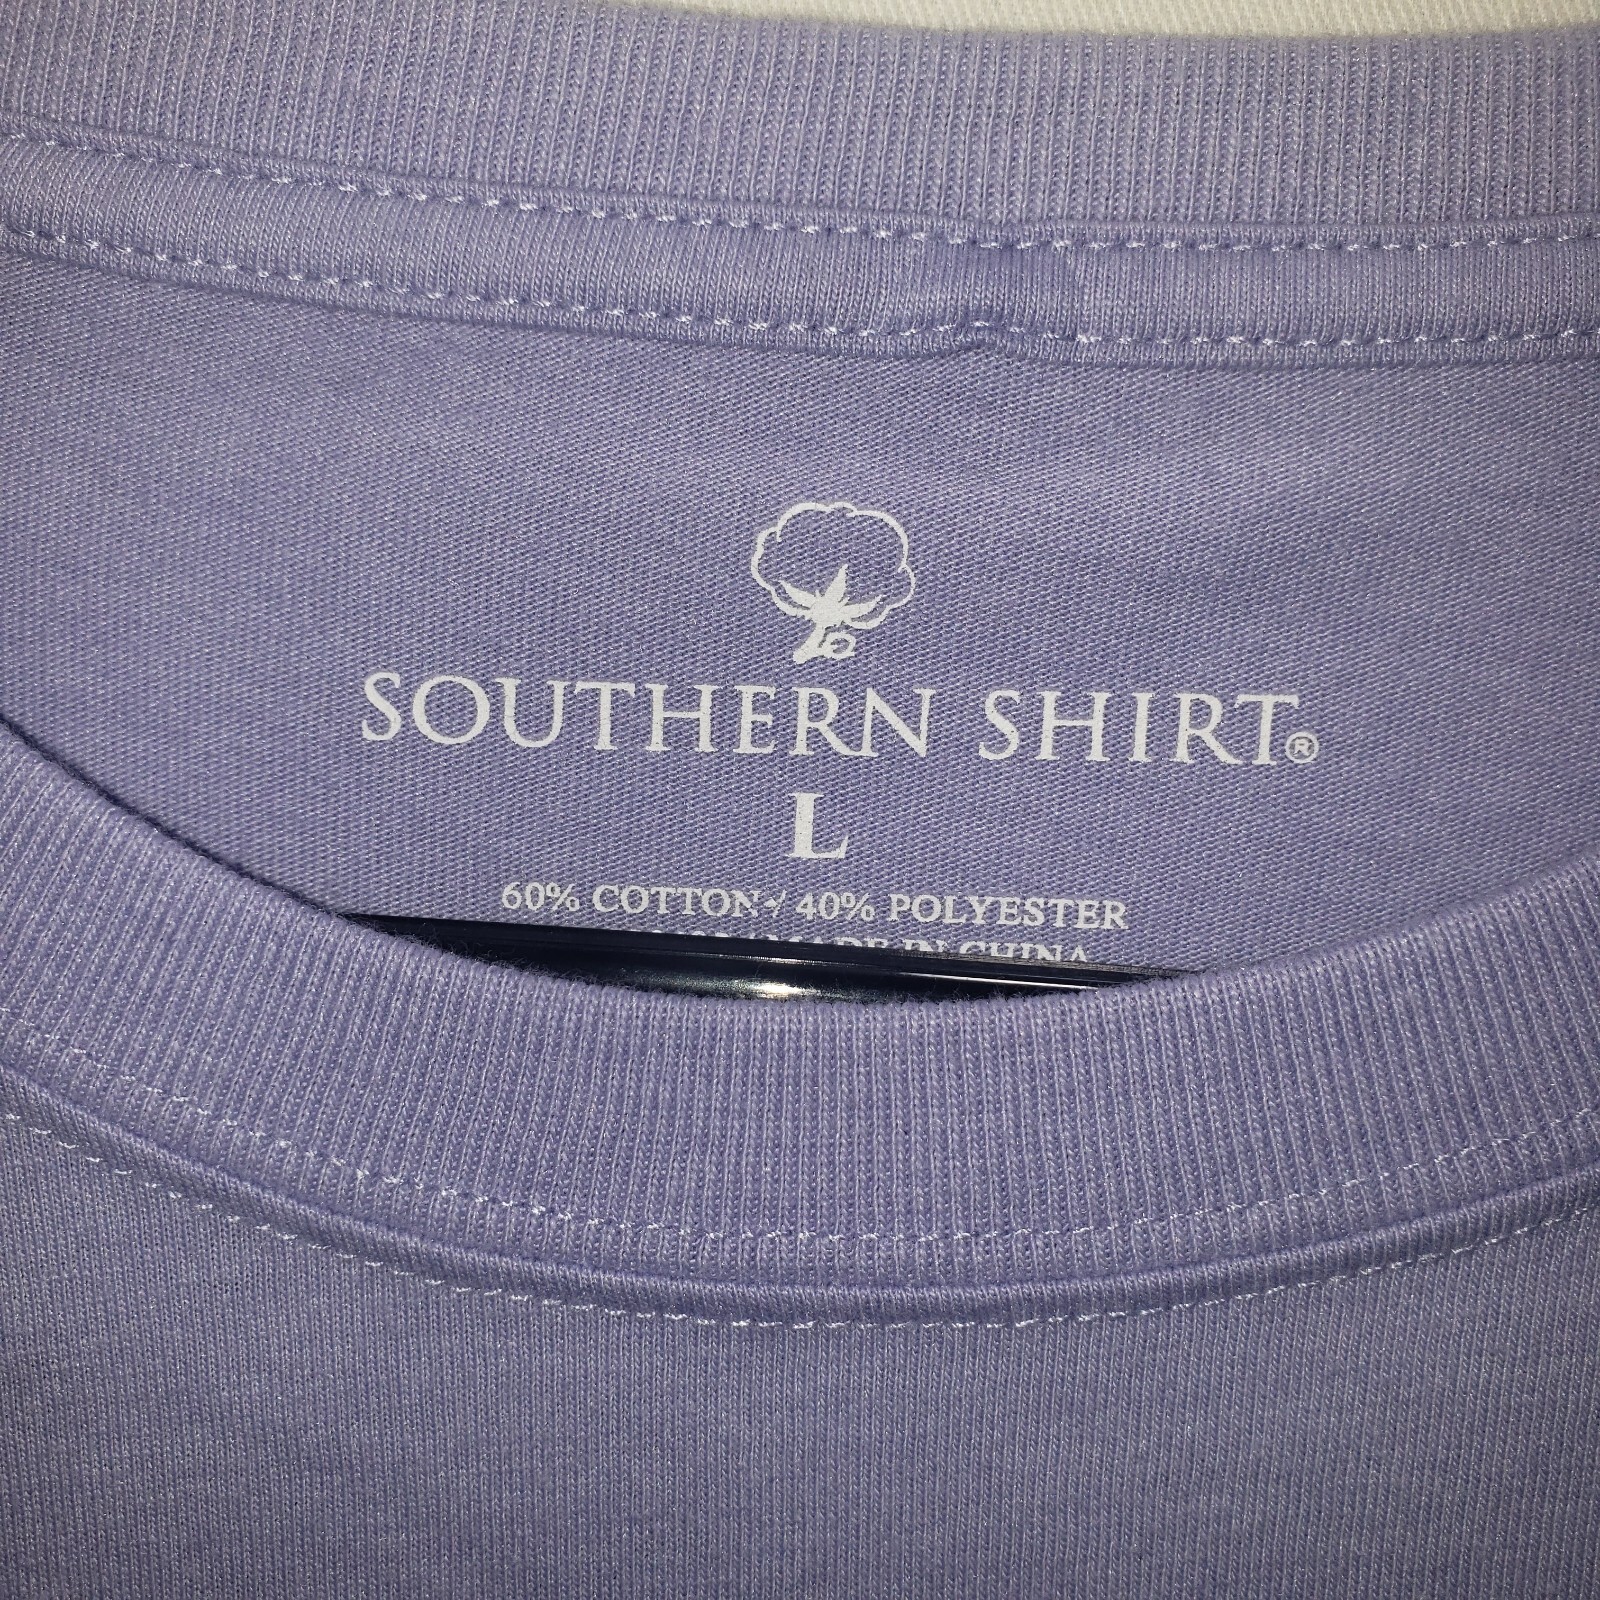 SOUTHERN SHIRT®
L
60% COTTON / 40% POLYESTER
MADE IN CHINA